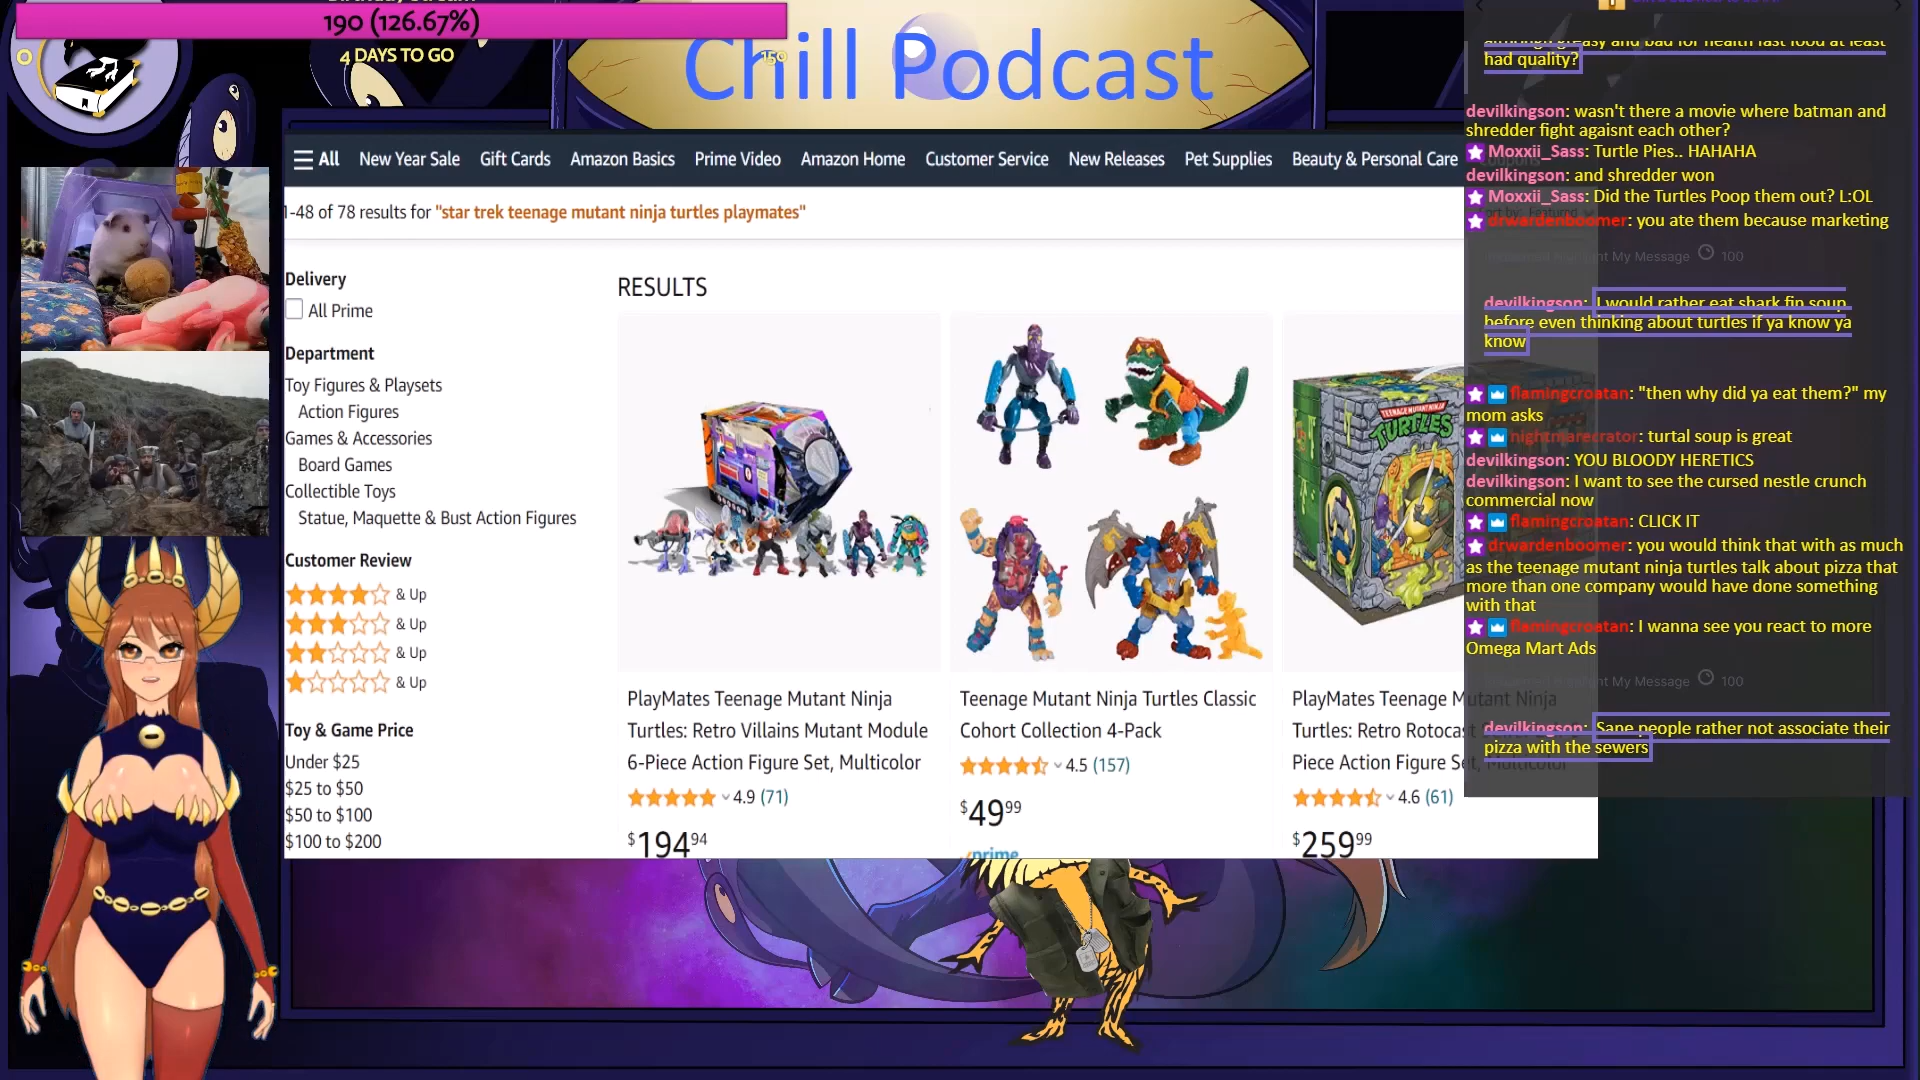 190 (126.67%)
4 DAYS TO GO
150
Chill Podcast
All New Year Sale Gift Cards Amazon Basics Prime Video Amazon Home Customer Service New Releases Pet Supplies Beauty & Personal Care
1-48 of 78 results for "star trek teenage mutant ninja turtles playmates"
Delivery
All Prime
Department
Toy Figures & Playsets
Action Figures
Games & Accessories
Board Games
Collectible Toys
Statue, Maquette & Bust Action Figures
Customer Review
& Up
& Up
& Up
& Up
Toy & Game Price
Under $25
$25 to $50
$50 to $100
$100 to $200
RESULTS
TEENAGE MUTANT NINJA
TURTLES
PlayMates Teenage Mutant Ninja
Turtles: Retro Villains Mutant Module
6-Piece Action Figure Set, Multicolor
4.9 (71)
$194.94
Teenage Mutant Ninja Turtles Classic
Cohort Collection 4-Pack
4.5 (157)
$49.99
prime
PlayMates Teenage Mutant Ninja
Turtles: Retro Rotocast
Piece Action Figure Set, Multicolor
4.6 (61)
$259.99
had quality?
devilkingson: wasn't there a movie where batman and
shredder fight agaisnt each other?
Moxxii_Sass: Turtle Pies.. HAHAHA
devilkingson: and shredder won
Moxxii_Sass: Did the Turtles Poop them out? L:OL
drwardenboomer: you ate them because marketing
My Message 100
devilkingson: I would rather eat shark fin soup
before even thinking about turtles if ya know ya
know
flamingcroatan: "then why did ya eat them?" my
mom asks
nightmarecrator: turtal soup is great
devilkingson: YOU BLOODY HERETICS
devilkingson: I want to see the cursed nestle crunch
commercial now
flamingcroatan: CLICK IT
drwardenboomer: you would think that with as much
as the teenage mutant ninja turtles talk about pizza that
more than one company would have done something
with that
flamingcroatan: I wanna see you react to more
Omega Mart Ads
My Message 100
devilkingson: Sane people rather not associate their
pizza with the sewers